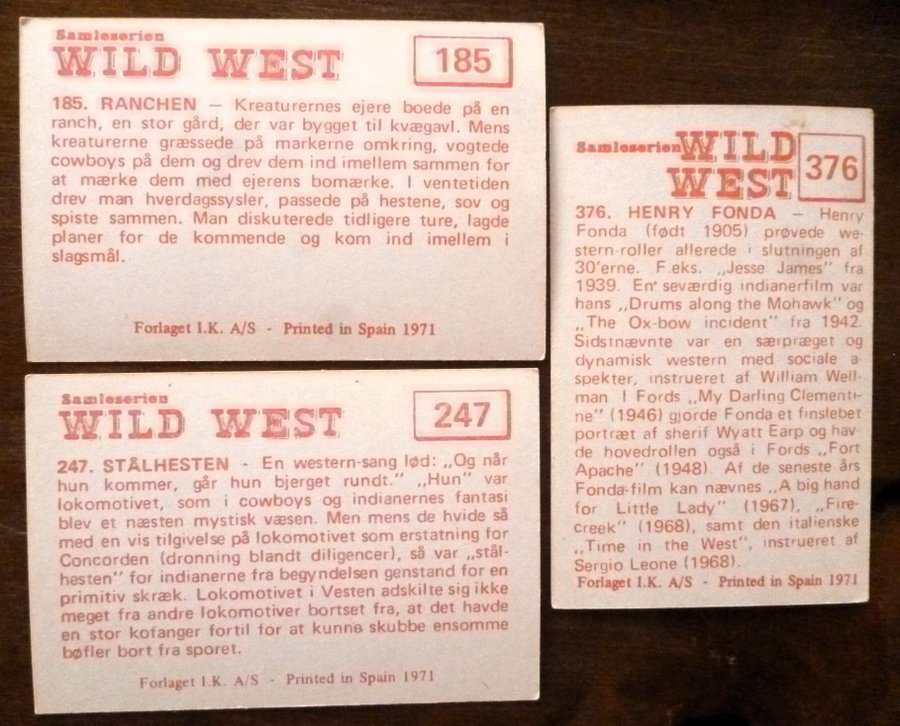 Samleserien
WILD WEST
185
185. RANCHEN — Kreaturernes ejere boede på en
ranch, en stor gård, der var bygget til kvægavl. Mens
kreaturerne græssede på markerne omkring, vogtede
cowboys på dem og drev dem ind imellem sammen for
at mærke dem med ejerens bomærke. I ventetiden
drev man hverdagssysler, passede på hestene, sov og
spiste sammen. Man diskuterede tidligere ture, lagde
planer for de kommende og kom ind imellem i
slagsmål.
Forlaget I.K. A/S - Printed in Spain 1971
Samleserien
WILD WEST
247
247. STÅLHESTEN - En western-sang lød: „Og når
hun kommer, går hun bjerget rundt." „Hun" var
lokomotivet, som i cowboys og indianernes fantasi
blev et næsten mystisk væsen. Men mens de hvide så
med en vis tilgivelse på lokomotivet som erstatning for
Concorden (dronning blandt diligencer), så var „stål-
hesten" for indianerne fra begyndelsen genstand for en
primitiv skræk. Lokomotivet i Vesten adskilte sig ikke
meget fra andre lokomotiver bortset fra, at det havde
en stor kofanger fortil for at kunne skubbe ensomme
bøfler bort fra sporet.
Forlaget I.K. A/S - Printed in Spain 1971
Samleserien WILD
WEST
376
376. HENRY FONDA — Henry
Fonda (født 1905) prøvede we-
stern-roller allerede i slutningen af
30'erne. F.eks. „Jesse James" fra
1939. En seværdig indianerfilm var
hans „Drums along the Mohawk" og
„The Ox-bow incident" fra 1942.
Sidstnævnte var en særpræget og
dynamisk western med sociale a-
spekter, instrueret af William Well-
man. I Fords „My Darling Clementi-
ne" (1946) gjorde Fonda et finslebet
portræt af sherif Wyatt Earp og hav-
de hovedrollen også i Fords „Fort
Apache" (1948). Af de seneste års
Fonda-film kan nævnes „A big hand
for Little Lady" (1967), „Fire-
creek" (1968), samt den italienske
„Time in the West", instrueret af
Sergio Leone (1968).
Forlaget I.K. A/S - Printed in Spain 1971